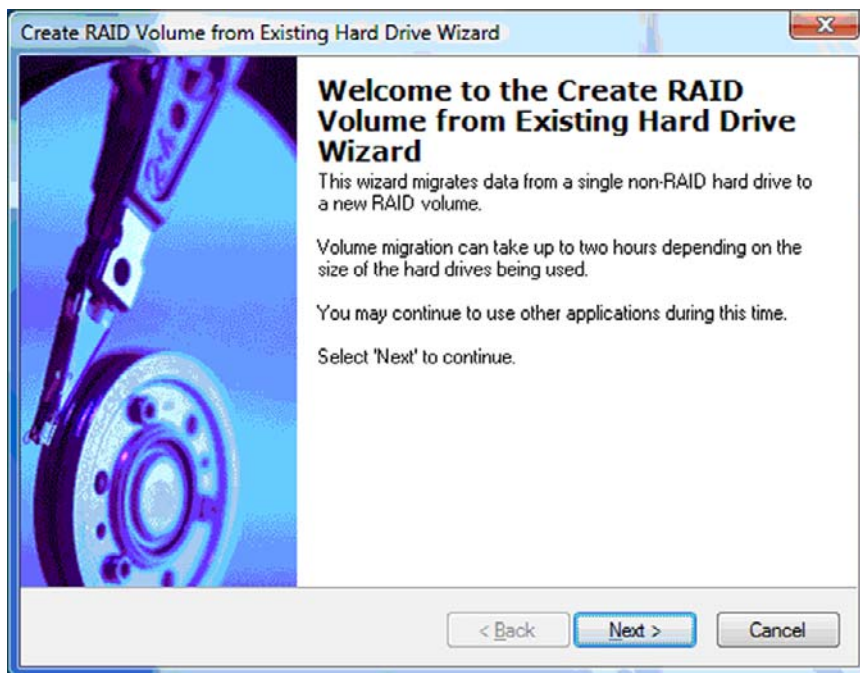 Create RAID Volume from Existing Hard Drive Wizard
Welcome to the Create RAID
Volume from Existing Hard Drive
Wizard
This wizard migrates data from a single non-RAID hard drive to
a new RAID volume.
Volume migration can take up to two hours depending on the
size of the hard drives being used.
You may continue to use other applications during this time.
Select 'Next' to continue.
< Back
Next >
Cancel